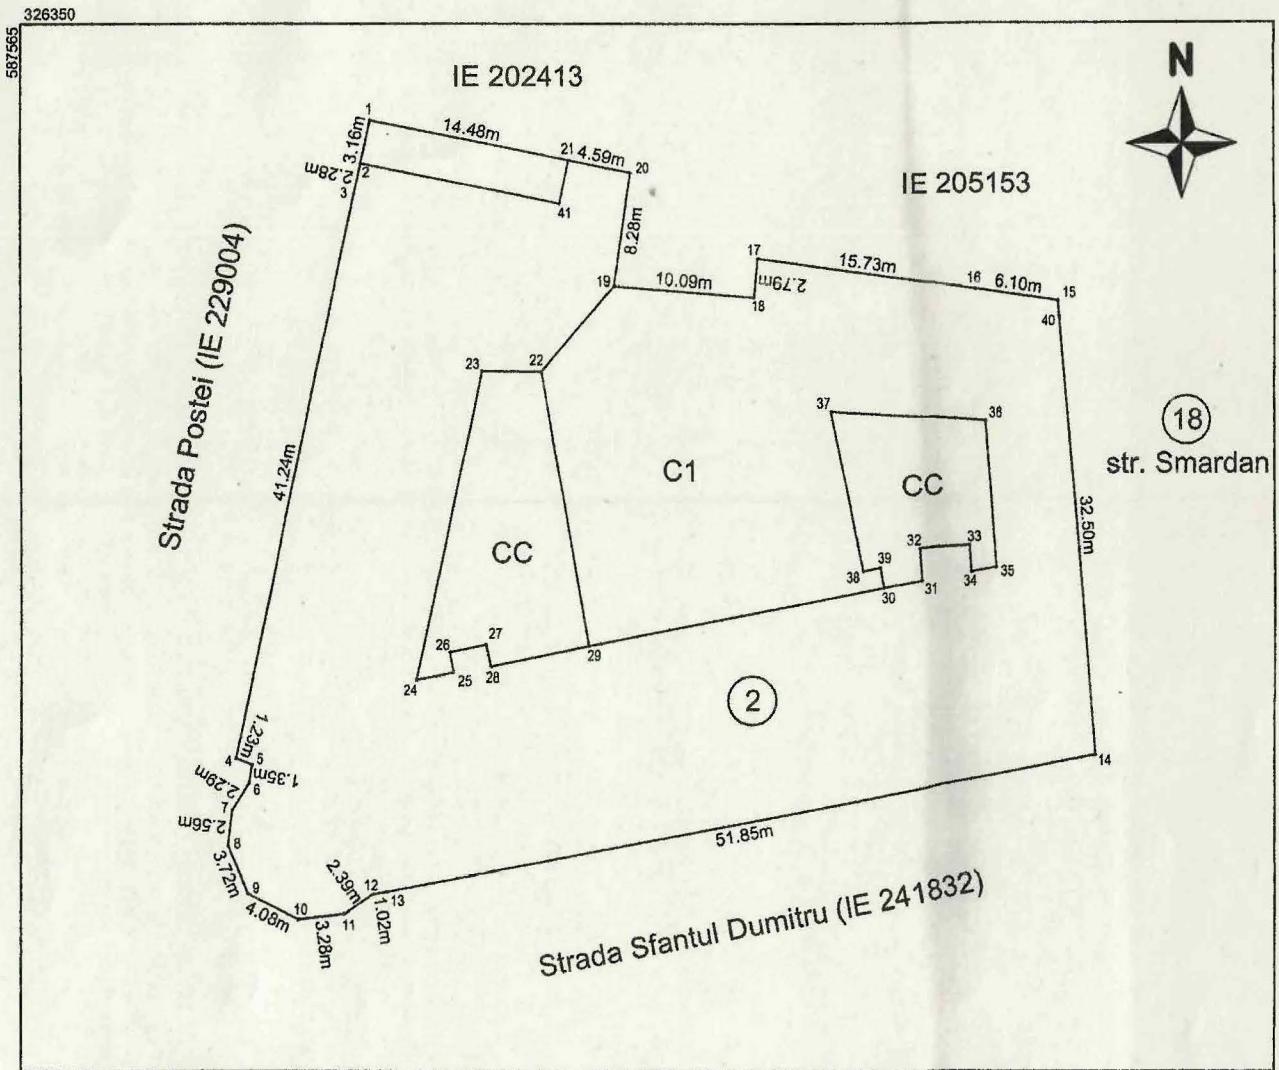 326350
587565
N
IE 202413
1
14.48m
21
4.59m
20
3.16m
2
2.28m
3
41
IE 205153
8.28m
17
15.73m
16
6.10m
15
19
10.09m
18
2.79m
40
Strada Postei (IE 229004)
41.24m
23
22
37
36
18
str. Smardan
C1
CC
32.50m
CC
32
33
39
38
30
31
34
35
26
27
29
24
25
28
2
1.23m
4
5
1.35m
2.29m
6
7
14
2.56m
8
51.85m
3.72m
9
2.39m
12
13
4.08m
10
11
1.02m
3.28m
Strada Sfantul Dumitru (IE 241832)